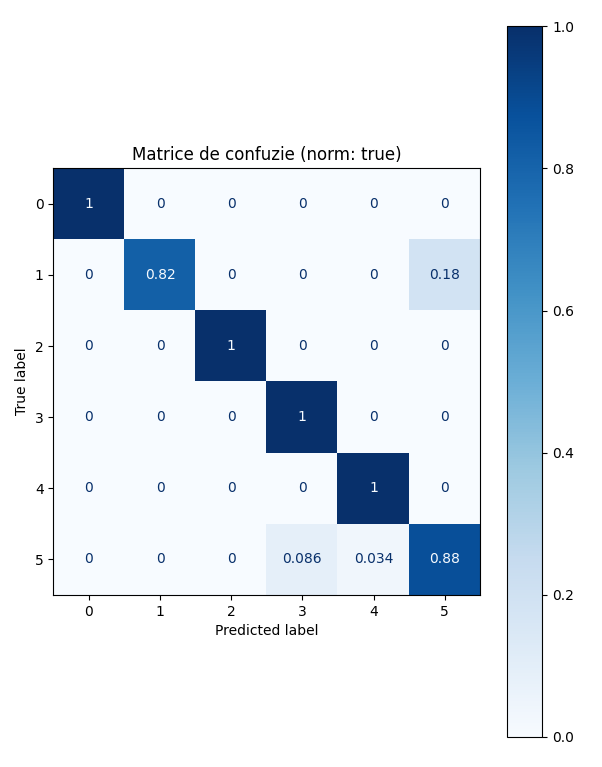 Matrice de confuzie (norm: true)
True label
0 1 0 0 0 0 0
1 0 0.82 0 0 0 0.18
2 0 0 1 0 0 0
3 0 0 0 1 0 0
4 0 0 0 0 1 0
5 0 0 0 0.086 0.034 0.88
0 1 2 3 4 5
Predicted label
1.0
0.8
0.6
0.4
0.2
0.0